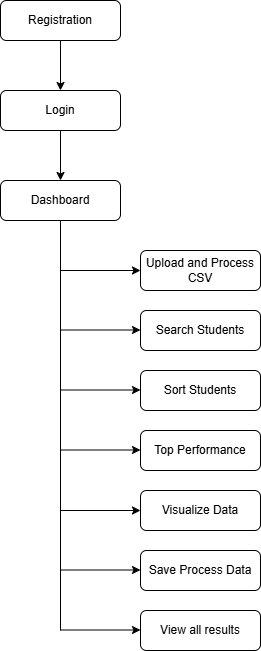 Registration
Login
Dashboard
Upload and Process
CSV
Search Students
Sort Students
Top Performance
Visualize Data
Save Process Data
View all results